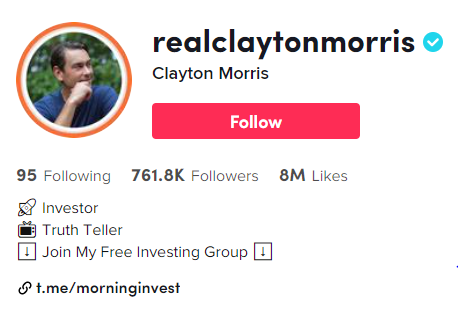 realclaytonmorris
Clayton Morris
Follow
95 Following 761.8K Followers 8M Likes
🚀 Investor
📺 Truth Teller
⬇️ Join My Free Investing Group ⬇️
t.me/morninginvest